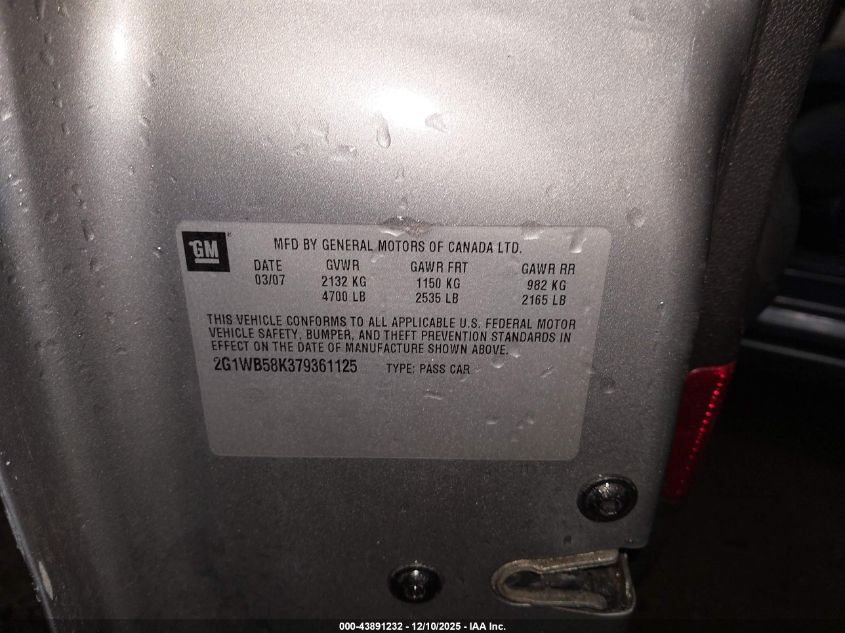 GM
MFD BY GENERAL MOTORS OF CANADA LTD.
DATE GVWR GAWR FRT GAWR RR
03/07 2132 KG 1150 KG 982 KG
4700 LB 2535 LB 2165 LB
THIS VEHICLE CONFORMS TO ALL APPLICABLE U.S. FEDERAL MOTOR
VEHICLE SAFETY, BUMPER, AND THEFT PREVENTION STANDARDS IN
EFFECT ON THE DATE OF MANUFACTURE SHOWN ABOVE.
2G1WB58K379361125 TYPE: PASS CAR
000-43891232 - 12/10/2025 - IAA Inc.